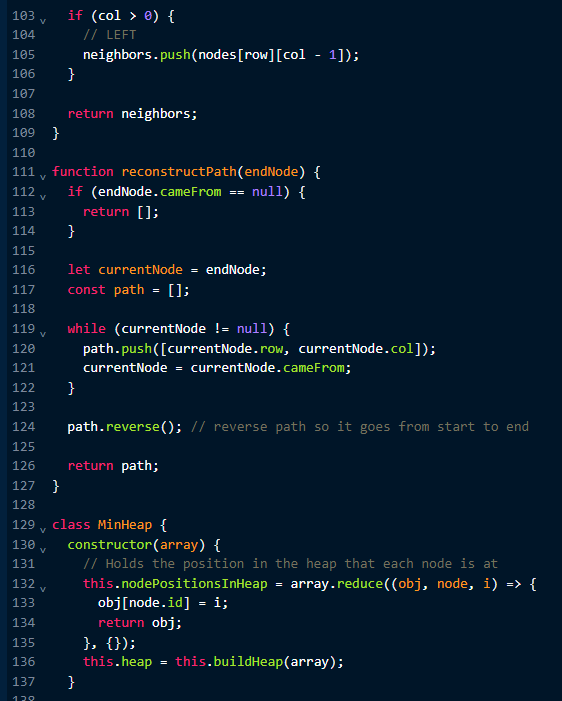 103 if (col > 0) {
104 // LEFT
105 neighbors.push(nodes[row][col - 1]);
106 }
107
108 return neighbors;
109 }
110
111 function reconstructPath(endNode) {
112 if (endNode.cameFrom == null) {
113 return [];
114 }
115
116 let currentNode = endNode;
117 const path = [];
118
119 while (currentNode != null) {
120 path.push([currentNode.row, currentNode.col]);
121 currentNode = currentNode.cameFrom;
122 }
123
124 path.reverse(); // reverse path so it goes from start to end
125
126 return path;
127 }
128
129 class MinHeap {
130 constructor(array) {
131 // Holds the position in the heap that each node is at
132 this.nodePositionsInHeap = array.reduce((obj, node, i) => {
133 obj[node.id] = i;
134 return obj;
135 }, {});
136 this.heap = this.buildHeap(array);
137 }
138